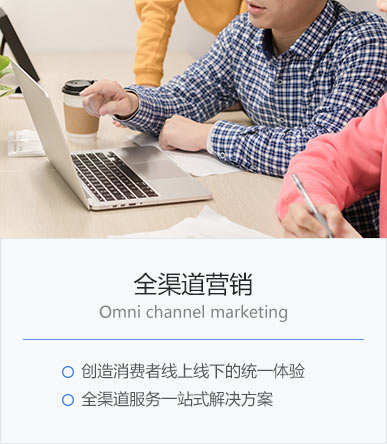 全渠道营销
Omni channel marketing
创造消费者线上线下的统一体验
全渠道服务一站式解决方案